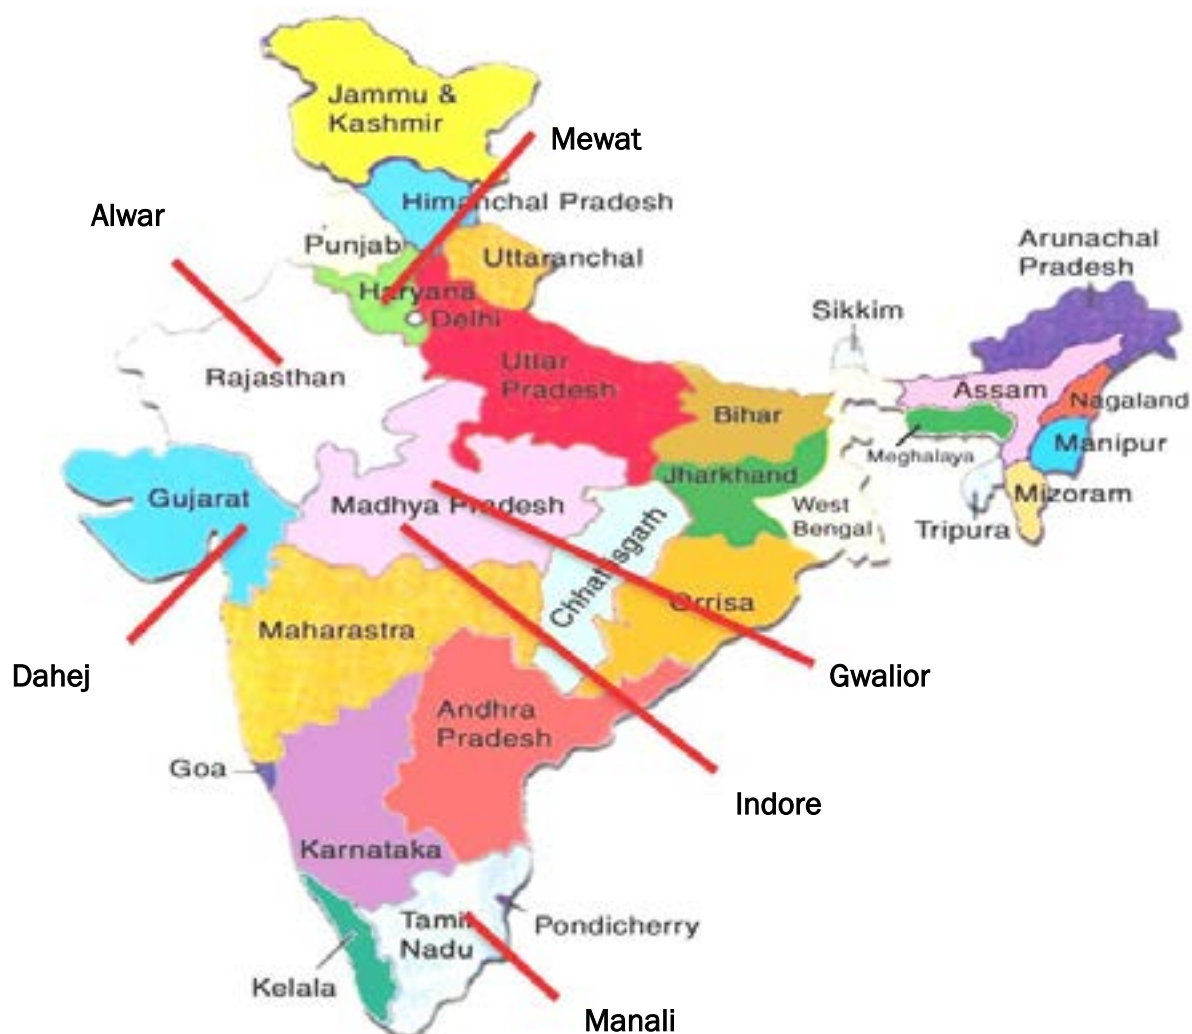 Jammu &
Kashmir
Mewat
Himanchal Pradesh
Alwar
Punjab
Uttaranchal
Arunachal
Pradesh
Haryana
Delhi
Sikkim
Uttar
Pradesh
Rajasthan
Assam
Nagaland
Bihar
Manipur
Meghalaya
Jharkhand
Gujarat
Madhya Pradesh
Mizoram
West
Bengal
Tripura
Chhatisgarh
Orrisa
Maharastra
Dahej
Gwalior
Andhra
Pradesh
Goa
Indore
Karnataka
Tamil
Nadu
Pondicherry
Kelala
Manali